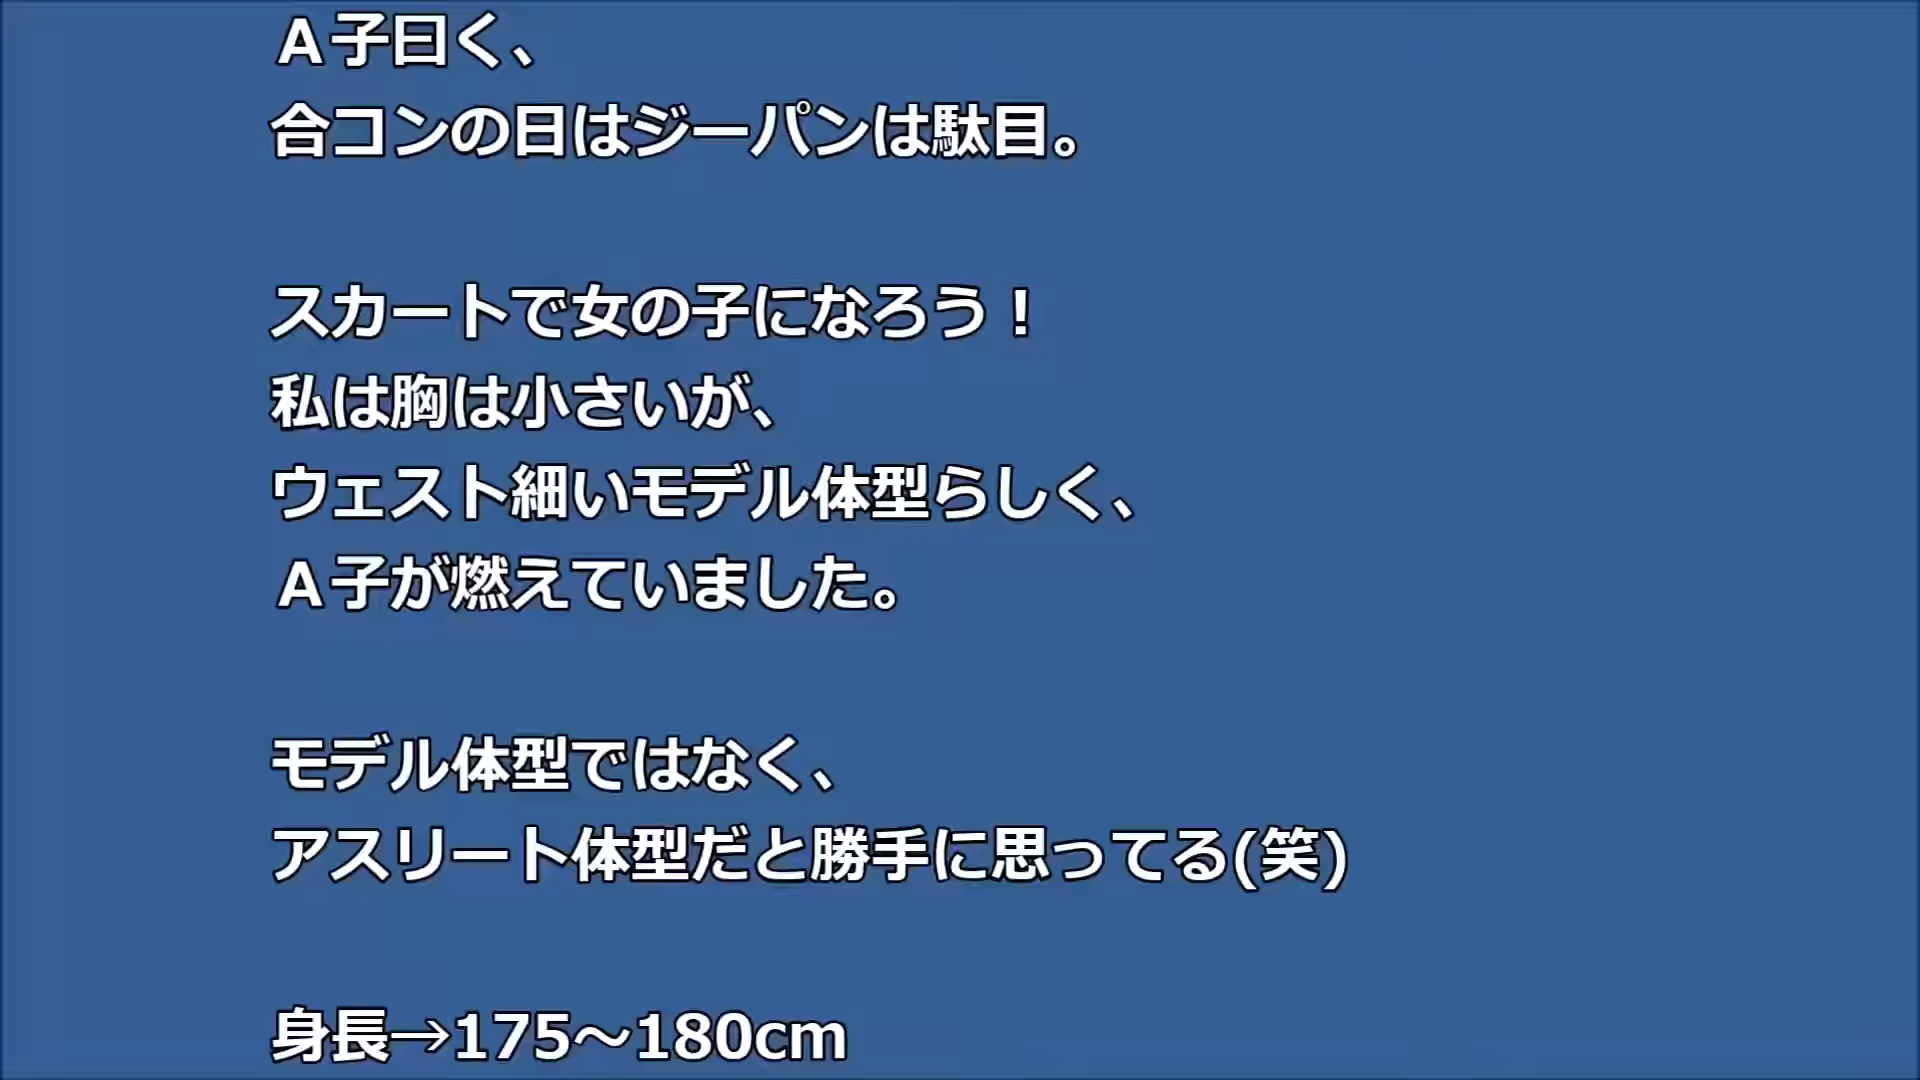 Ａ子曰く、
合コンの日はジーパンは駄目。
スカートで女の子になろう！
私は胸は小さいが、
ウェスト細いモデル体型らしく、
Ａ子が燃えていました。
モデル体型ではなく、
アスリート体型だと勝手に思ってる(笑)
身長→175～180cm